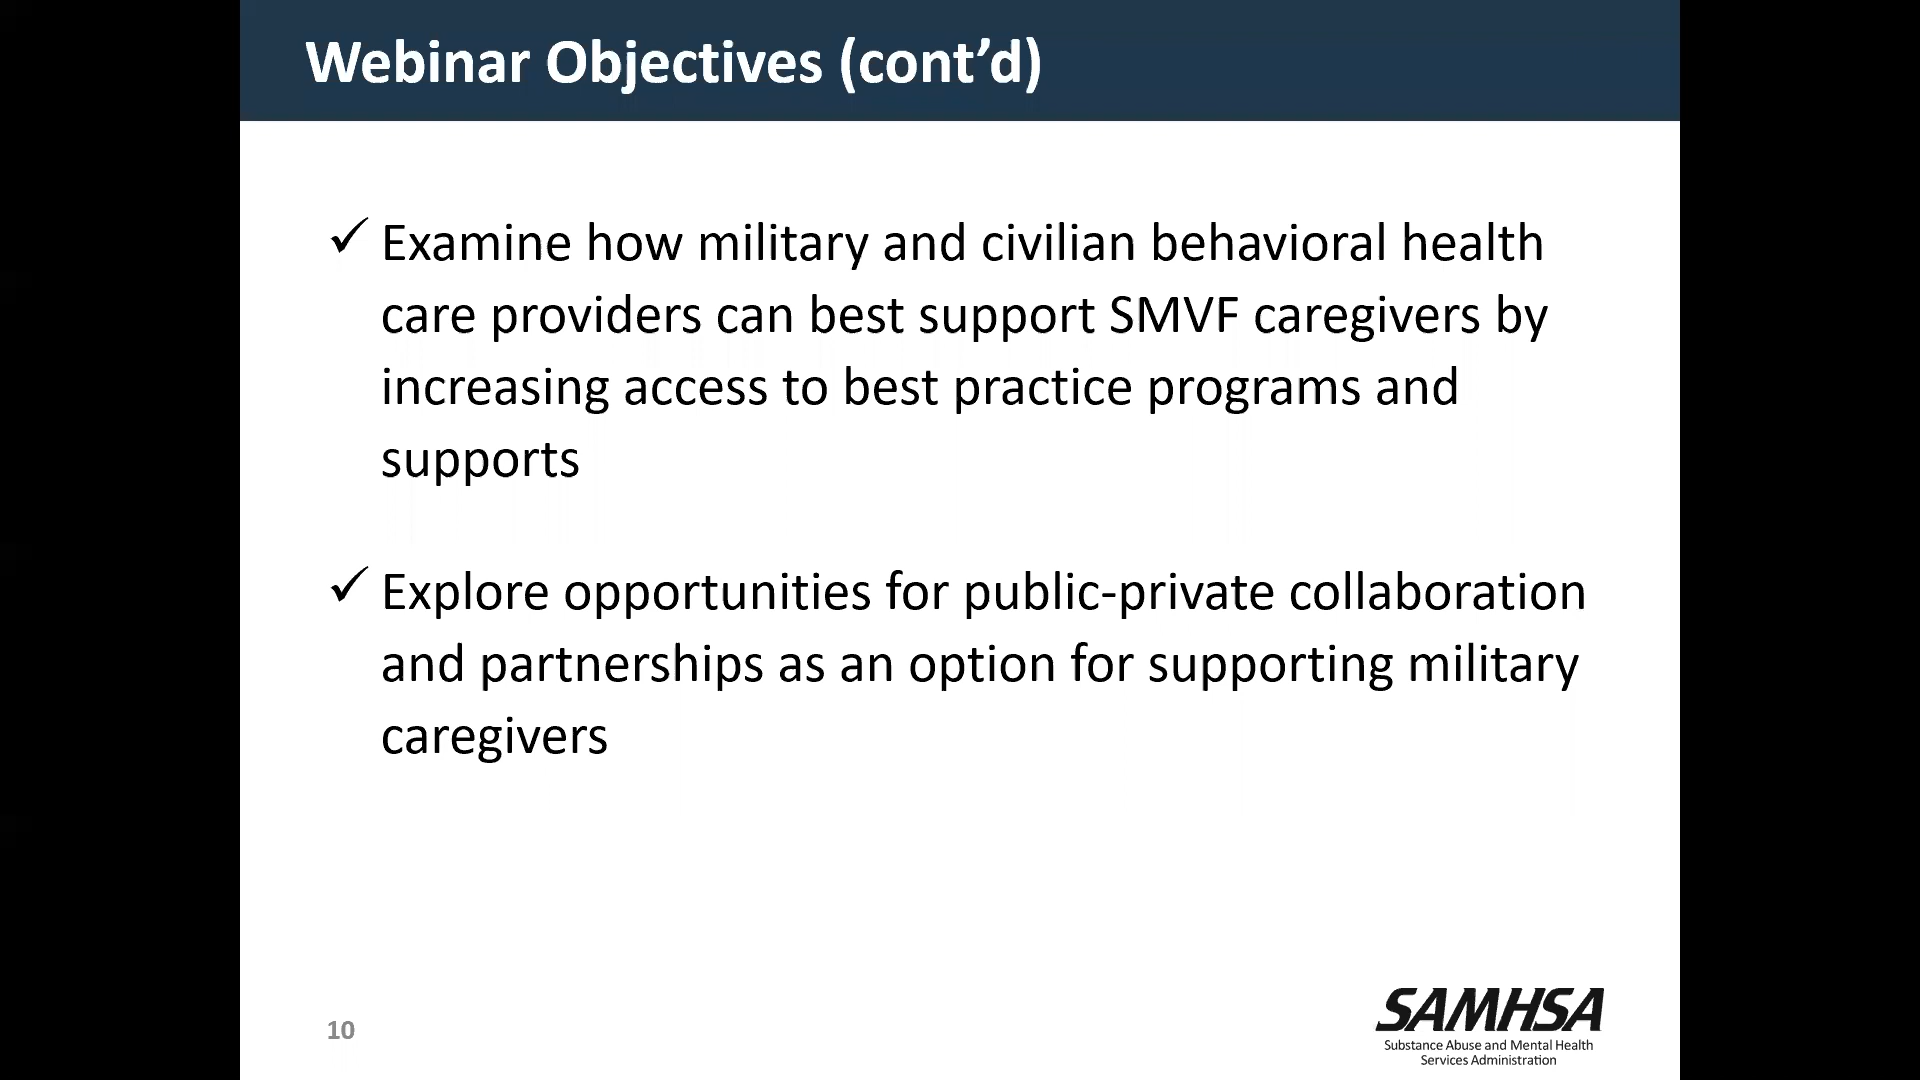 Webinar Objectives (cont’d)
✓ Examine how military and civilian behavioral health
care providers can best support SMVF caregivers by
increasing access to best practice programs and
supports
✓ Explore opportunities for public-private collaboration
and partnerships as an option for supporting military
caregivers
10
SAMHSA
Substance Abuse and Mental Health
Services Administration